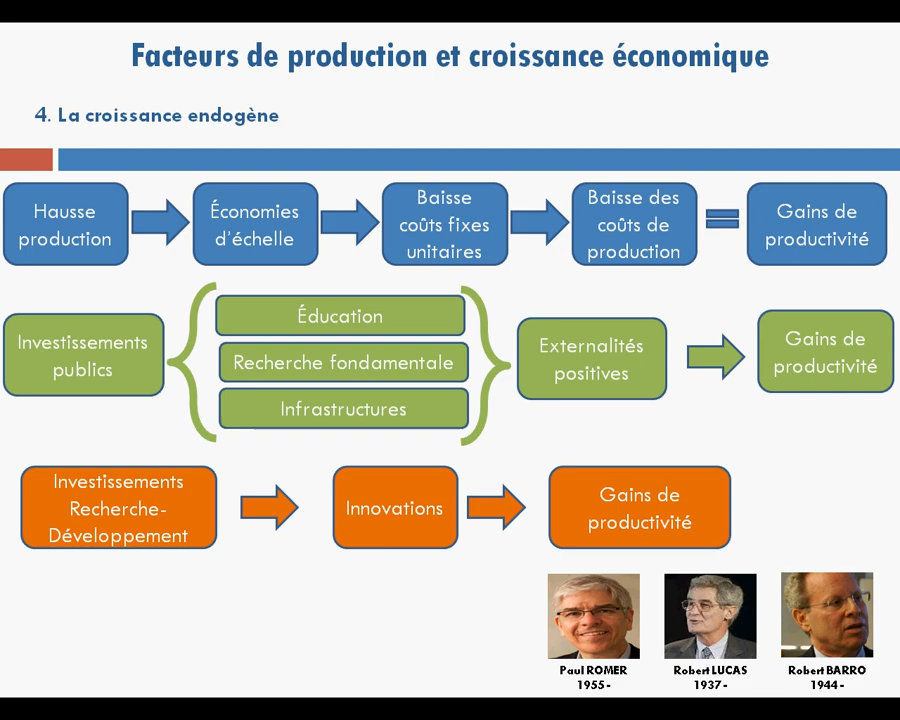 Facteurs de production et croissance économique
4. La croissance endogène
Hausse
production
Économies
d'échelle
Baisse
coûts fixes
unitaires
Baisse des
coûts de
production
Gains de
productivité
Investissements
publics
Éducation
Recherche fondamentale
Infrastructures
Externalités
positives
Gains de
productivité
Investissements
Recherche-
Développement
Innovations
Gains de
productivité
Paul ROMER
1955 -
Robert LUCAS
1937 -
Robert BARRO
1944 -